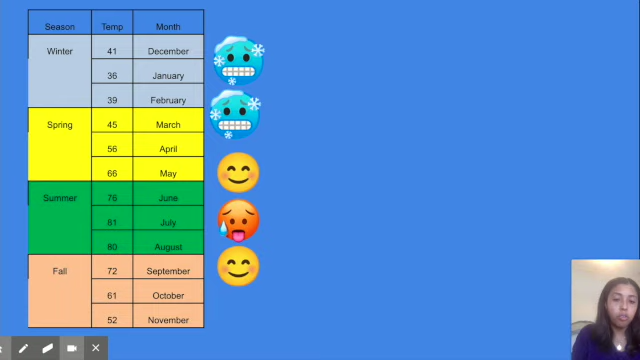 Season Temp Month
Winter 41 December
36 January
39 February
Spring 45 March
56 April
66 May
Summer 76 June
81 July
80 August
Fall 72 September
61 October
52 November